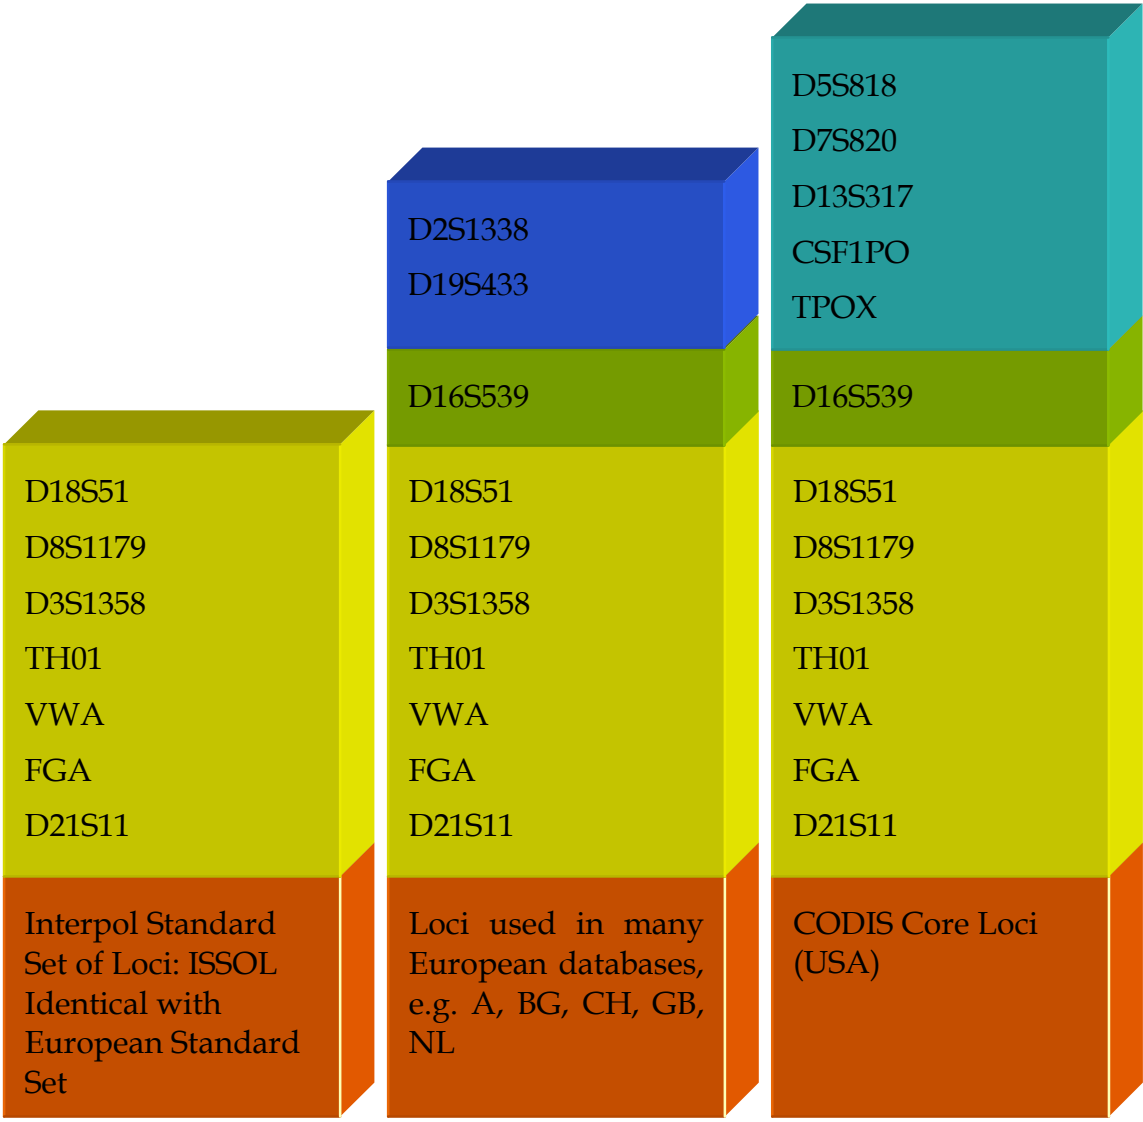 D18S51
D8S1179
D3S1358
TH01
VWA
FGA
D21S11
Interpol Standard
Set of Loci: ISSOL
Identical with
European Standard
Set
D2S1338
D19S433
D16S539
D18S51
D8S1179
D3S1358
TH01
VWA
FGA
D21S11
Loci used in many
European databases,
e.g. A, BG, CH, GB,
NL
D5S818
D7S820
D13S317
CSF1PO
TPOX
D16S539
D18S51
D8S1179
D3S1358
TH01
VWA
FGA
D21S11
CODIS Core Loci
(USA)